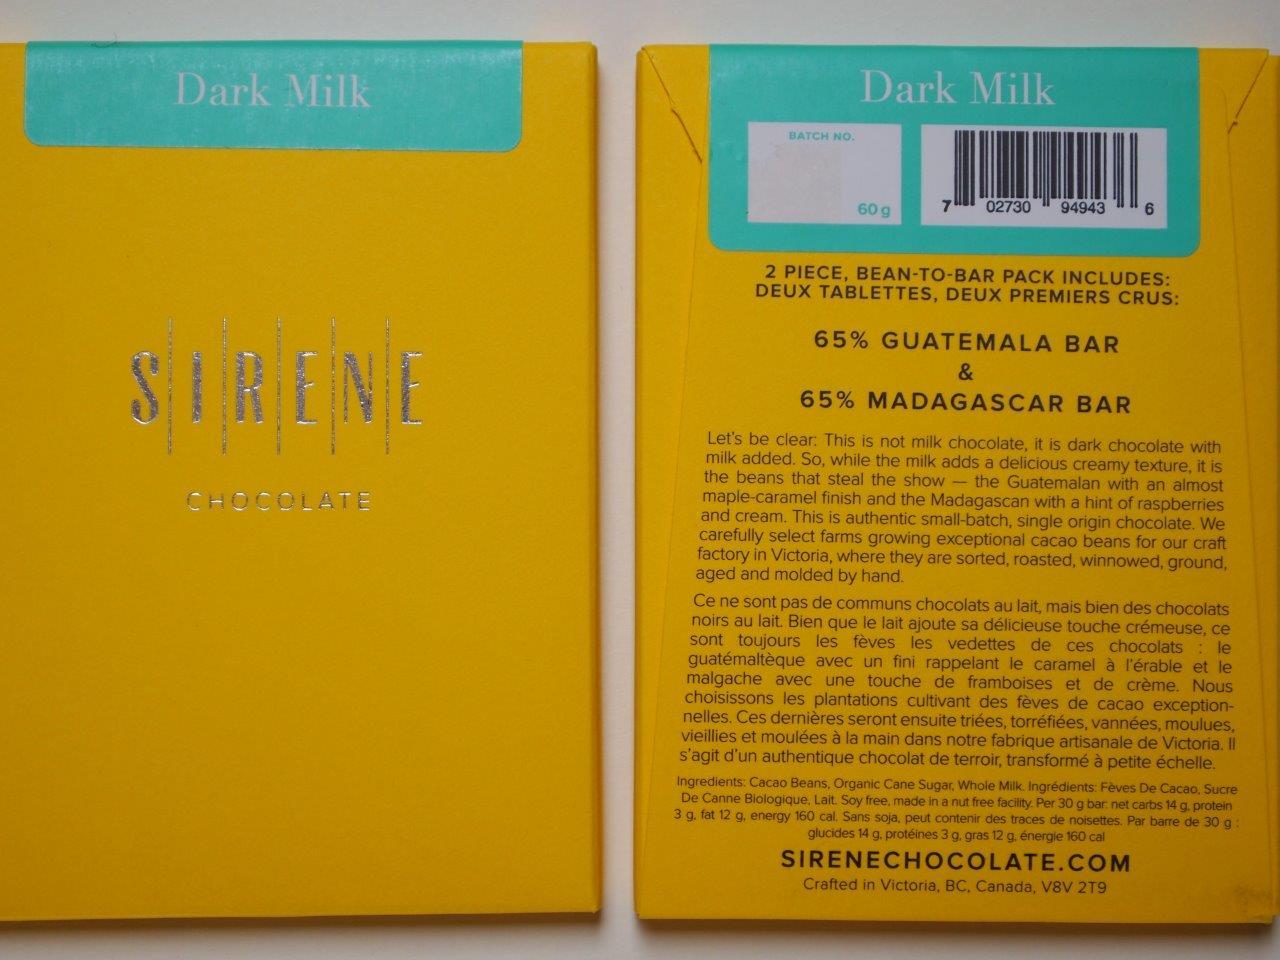 Dark Milk
SIRENE
CHOCOLATE
Dark Milk
BATCH NO.
60 g
7 02730 94943 6
2 PIECE, BEAN-TO-BAR PACK INCLUDES:
DEUX TABLETTES, DEUX PREMIERS CRUS:
65% GUATEMALA BAR
&
65% MADAGASCAR BAR
Let's be clear: This is not milk chocolate, it is dark chocolate with
milk added. So, while the milk adds a delicious creamy texture, it is
the beans that steal the show — the Guatemalan with an almost
maple-caramel finish and the Madagascan with a hint of raspberries
and cream. This is authentic small-batch, single origin chocolate. We
carefully select farms growing exceptional cacao beans for our craft
factory in Victoria, where they are sorted, roasted, winnowed, ground,
aged and molded by hand.
Ce ne sont pas de communs chocolats au lait, mais bien des chocolats
noirs au lait. Bien que le lait ajoute sa délicieuse touche crémeuse, ce
sont toujours les fèves les vedettes de ces chocolats : le
guatémaltèque avec un fini rappelant le caramel à l'érable et le
malgache avec une touche de framboises et de crème. Nous
choisissons les plantations cultivant des fèves de cacao exception-
nelles. Ces dernières seront ensuite triées, torréfiées, vannées, moulues,
vieillies et moulées à la main dans notre fabrique artisanale de Victoria. Il
s'agit d'un authentique chocolat de terroir, transformé à petite échelle.
Ingredients: Cacao Beans, Organic Cane Sugar, Whole Milk. Ingrédients: Fèves De Cacao, Sucre
De Canne Biologique, Lait. Soy free, made in a nut free facility. Per 30 g bar: net carbs 14 g, protein
3 g, fat 12 g, energy 160 cal. Sans soja, peut contenir des traces de noisettes. Par barre de 30 g :
glucides 14 g, protéines 3 g, gras 12 g, énergie 160 cal
SIRENECHOCOLATE.COM
Crafted in Victoria, BC, Canada, V8V 2T9